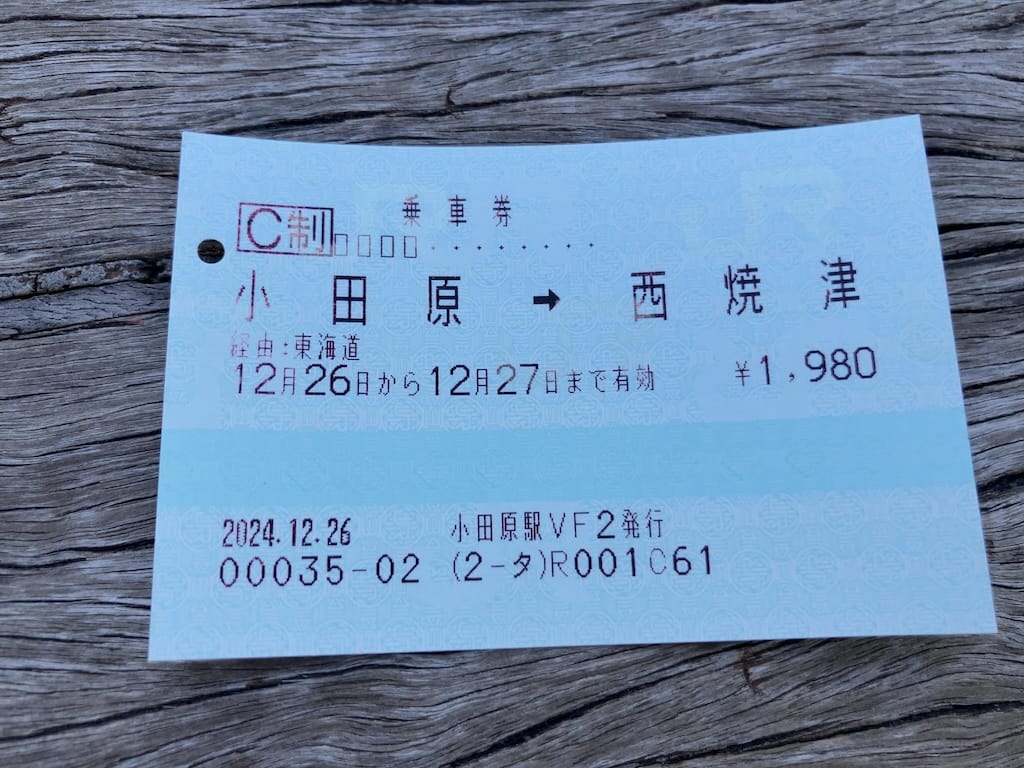 乗車券
C制 □□□□・・・・・・・・
小田原 → 西焼津
経由：東海道
12月26日から12月27日まで有効 ¥1,980
2024.12.26 小田原駅VF2発行
00035-02 (2-タ)R001C61